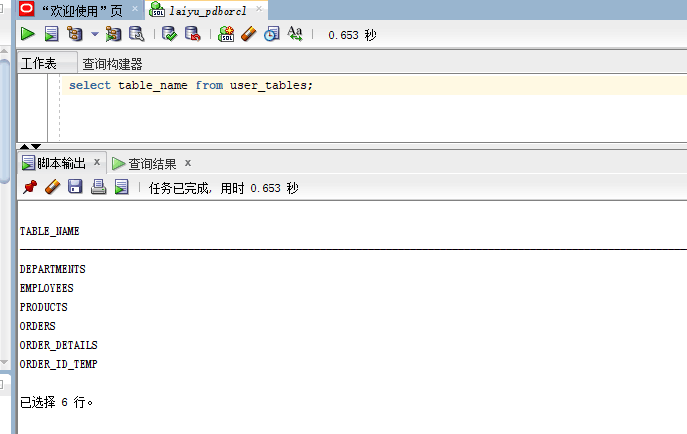 “欢迎使用”页 × laiyu_pdborcl ×
0.653 秒
工作表 查询构建器
select table_name from user_tables;
脚本输出 × 查询结果 ×
任务已完成, 用时 0.653 秒
TABLE_NAME
DEPARTMENTS
EMPLOYEES
PRODUCTS
ORDERS
ORDER_DETAILS
ORDER_ID_TEMP
已选择 6 行。